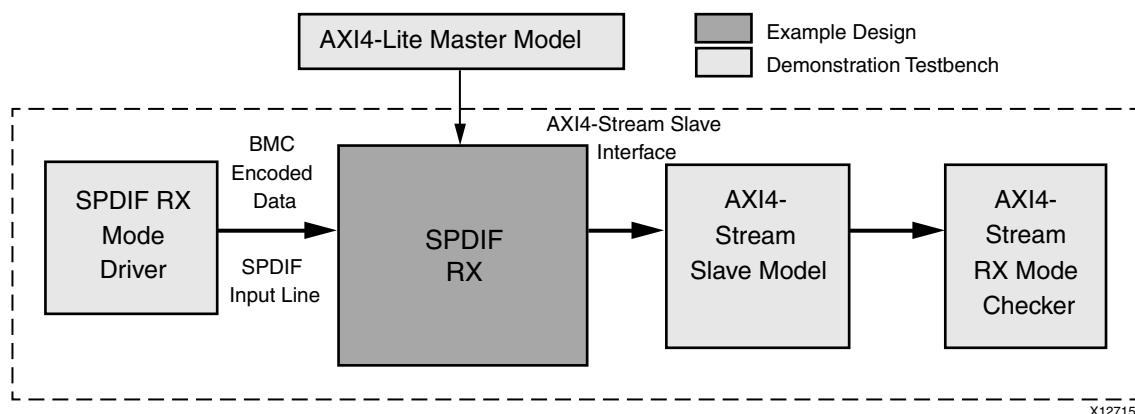 AXI4-Lite Master Model
Example Design
Demonstration Testbench
SPDIF RX
Mode
Driver
BMC
Encoded
Data
SPDIF
Input Line
SPDIF
RX
AXI4-Stream Slave
Interface
AXI4-
Stream
Slave Model
AXI4-
Stream
RX Mode
Checker
X12715